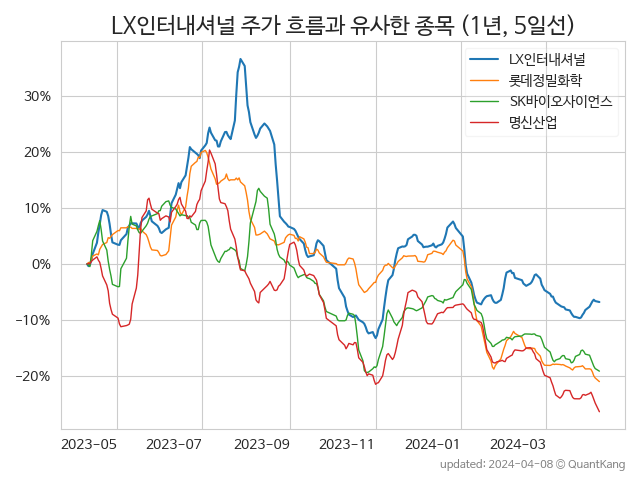 LX인터내셔널 주가 흐름과 유사한 종목 (1년, 5일선)
LX인터내셔널
롯데정밀화학
SK바이오사이언스
명신산업
30%
20%
10%
0%
−10%
−20%
2023-05 2023-07 2023-09 2023-11 2024-01 2024-03
updated: 2024-04-08 © QuantKang